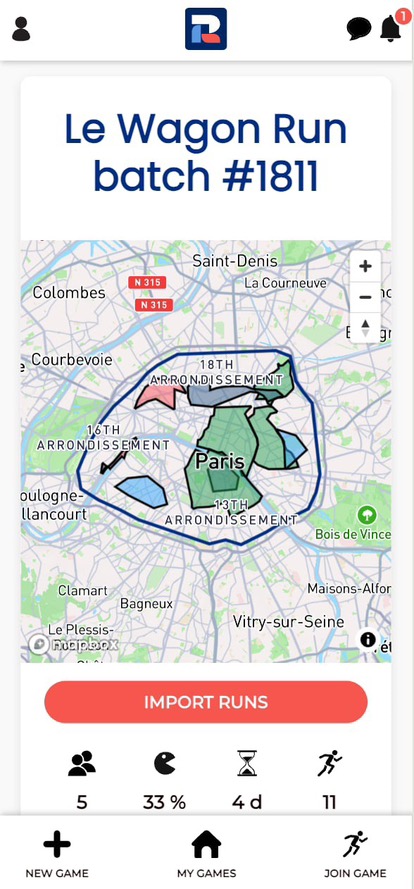 1
Le Wagon Run
batch #1811
Saint-Denis
La Courneuve
Colombes
N 315
N 315
Courbevoie
18TH
ARRONDISSEMENT
16TH
ARRONDISSEMENT
Paris
oulogne-
llancourt
13TH
ARRONDISSEMENT
Bois de Vince
Clamart
Maisons-Alfor
Bagneux
Vitry-sur-Seine
Le Plessis-
mapbox
IMPORT RUNS
5 33 % 4 d 11
NEW GAME MY GAMES JOIN GAME